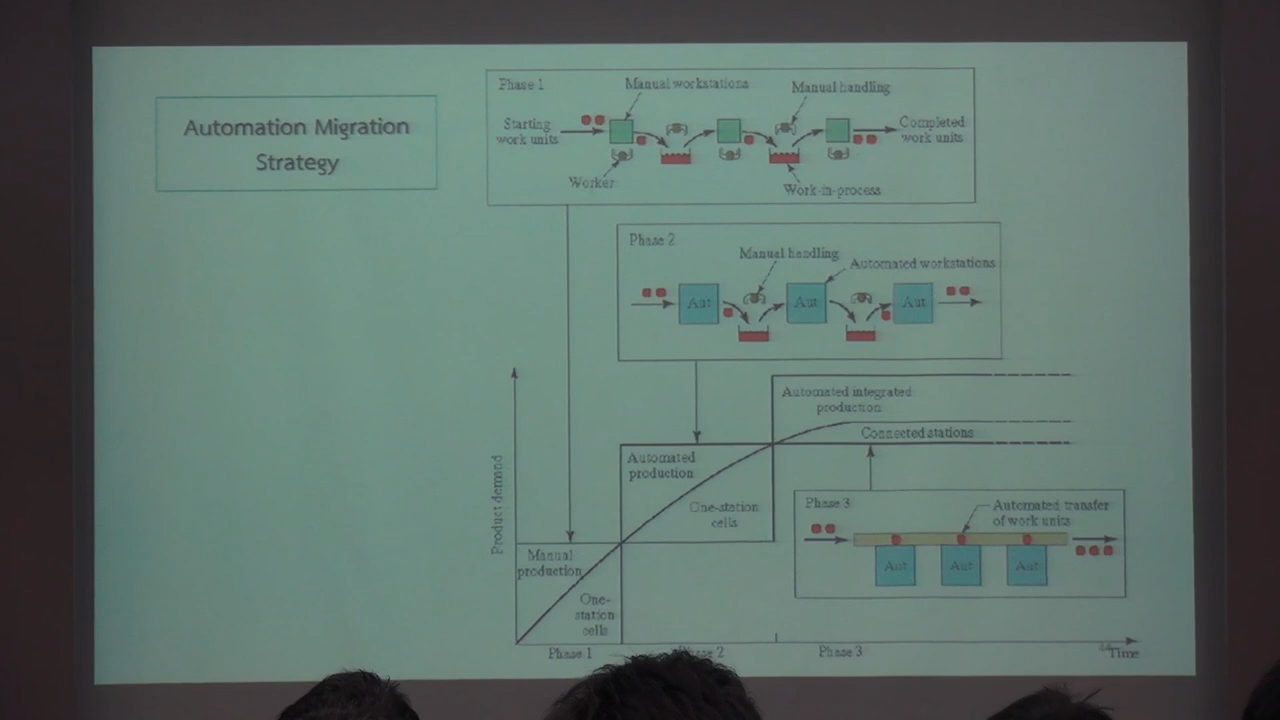 Automation Migration
Strategy
Phase 1
Manual workstations
Manual handling
Starting
work units
Completed
work units
Worker
Work-in-process
Phase 2
Manual handling
Automated workstations
Aut
Aut
Aut
Automated integrated
production
Connected stations
Automated
production
One-station
cells
Product demand
Manual
production
One-
station
cells
Phase 3
Automated transfer
of work units
Aut
Aut
Aut
Phase 1
Phase 2
Phase 3
Time